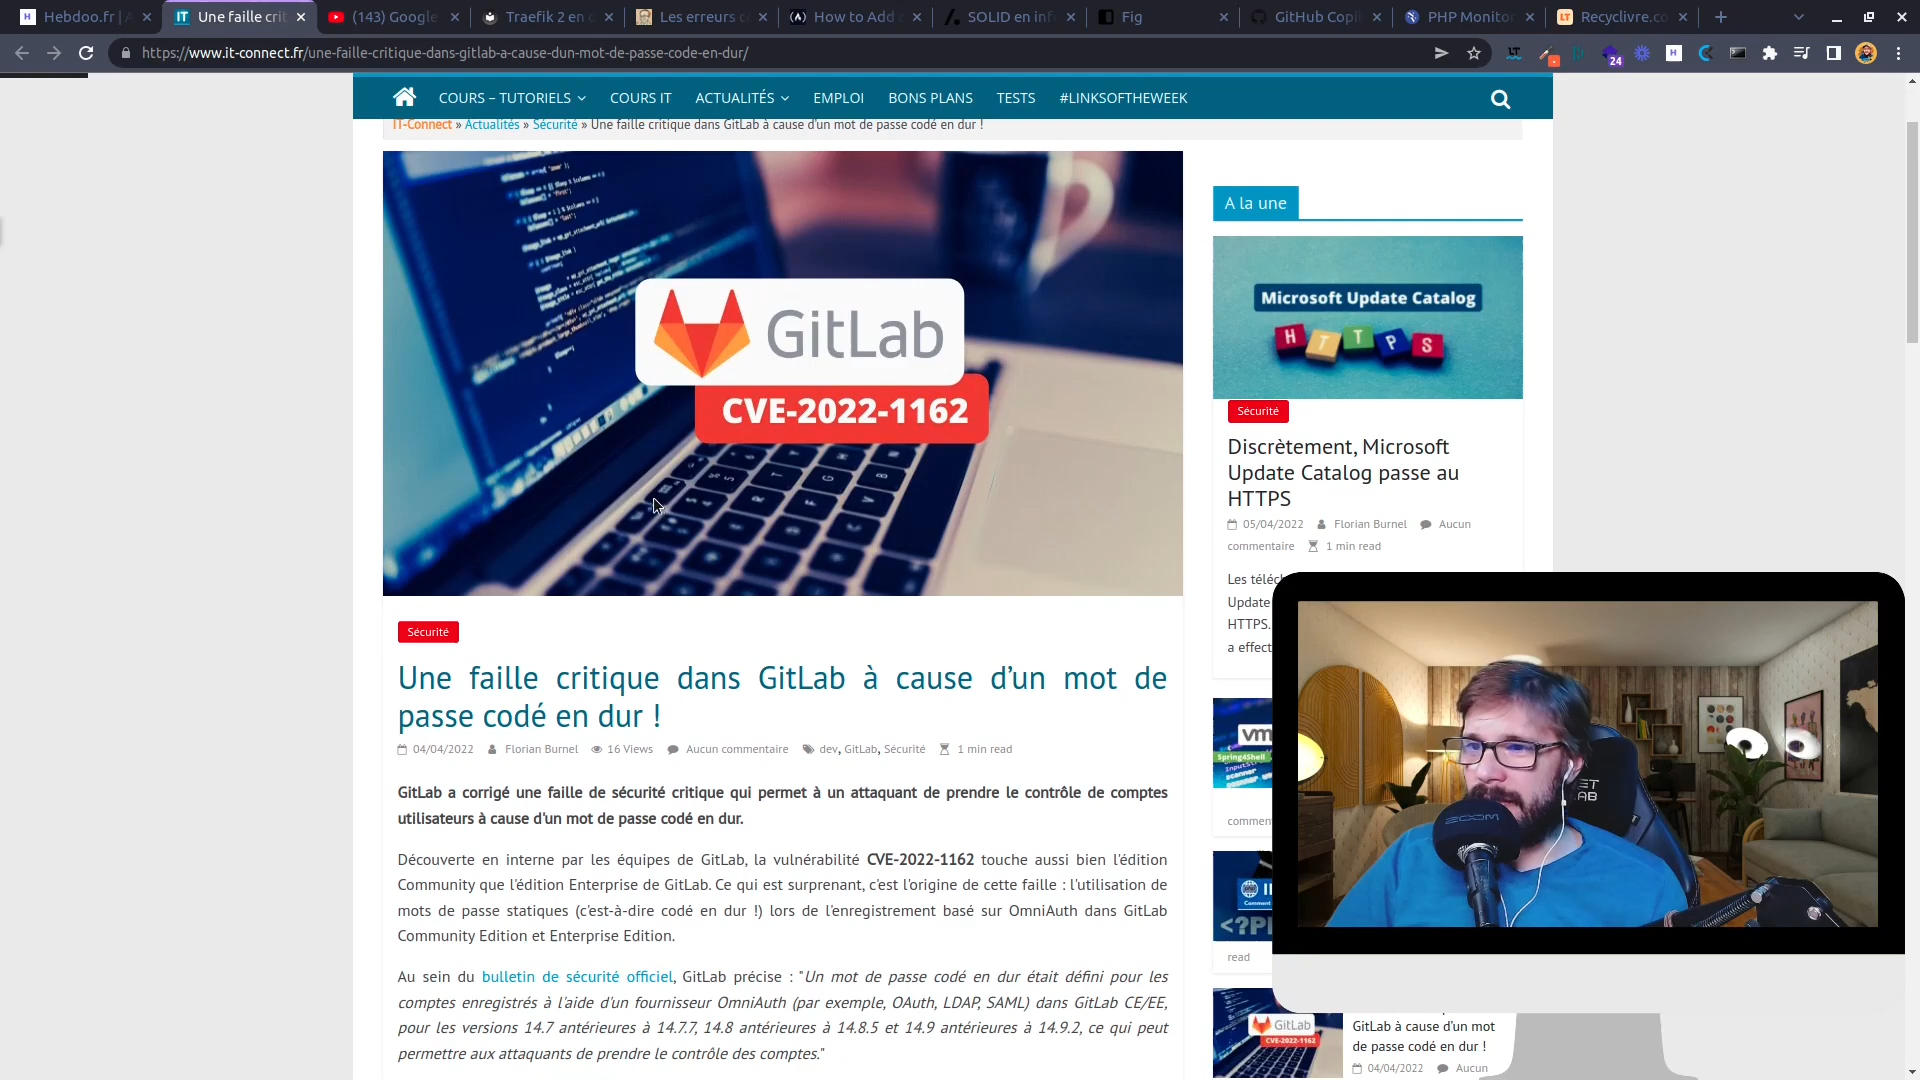 Hebdoo.fr | A
Une faille crit
(143) Google
Traefik 2 en
Les erreurs c
How to Add
SOLID en inf
Fig
GitHub Copi
PHP Monitor
Recyclivre.co
https://www.it-connect.fr/une-faille-critique-dans-gitlab-a-cause-dun-mot-de-passe-code-en-dur/
24
COURS – TUTORIELS
COURS IT
ACTUALITÉS
EMPLOI
BONS PLANS
TESTS
#LINKSOFTHEWEEK
IT-Connect » Actualités » Sécurité » Une faille critique dans GitLab à cause d'un mot de passe codé en dur !
GitLab
CVE-2022-1162
Sécurité
Une faille critique dans GitLab à cause d’un mot de
passe codé en dur !
04/04/2022 Florian Burnel 16 Views Aucun commentaire dev, GitLab, Sécurité 1 min read
GitLab a corrigé une faille de sécurité critique qui permet à un attaquant de prendre le contrôle de comptes
utilisateurs à cause d'un mot de passe codé en dur.
Découverte en interne par les équipes de GitLab, la vulnérabilité CVE-2022-1162 touche aussi bien l'édition
Community que l'édition Enterprise de GitLab. Ce qui est surprenant, c'est l'origine de cette faille : l'utilisation de
mots de passe statiques (c'est-à-dire codé en dur !) lors de l'enregistrement basé sur OmniAuth dans GitLab
Community Edition et Enterprise Edition.
Au sein du bulletin de sécurité officiel, GitLab précise : "Un mot de passe codé en dur était défini pour les
comptes enregistrés à l'aide d'un fournisseur OmniAuth (par exemple, OAuth, LDAP, SAML) dans GitLab CE/EE,
pour les versions 14.7 antérieures à 14.7.7, 14.8 antérieures à 14.8.5 et 14.9 antérieures à 14.9.2, ce qui peut
permettre aux attaquants de prendre le contrôle des comptes."
A la une
Microsoft Update Catalog
HTTPS
Sécurité
Discrètement, Microsoft
Update Catalog passe au
HTTPS
05/04/2022 Florian Burnel Aucun
commentaire 1 min read
Les téléc
Update
HTTPS.
a effect
vm
Spring4Shell
scanner
commen
<?P
read
GitLab
CVE-2022-1162
GitLab à cause d'un mot
de passe codé en dur !
04/04/2022 Aucun
ZOOM